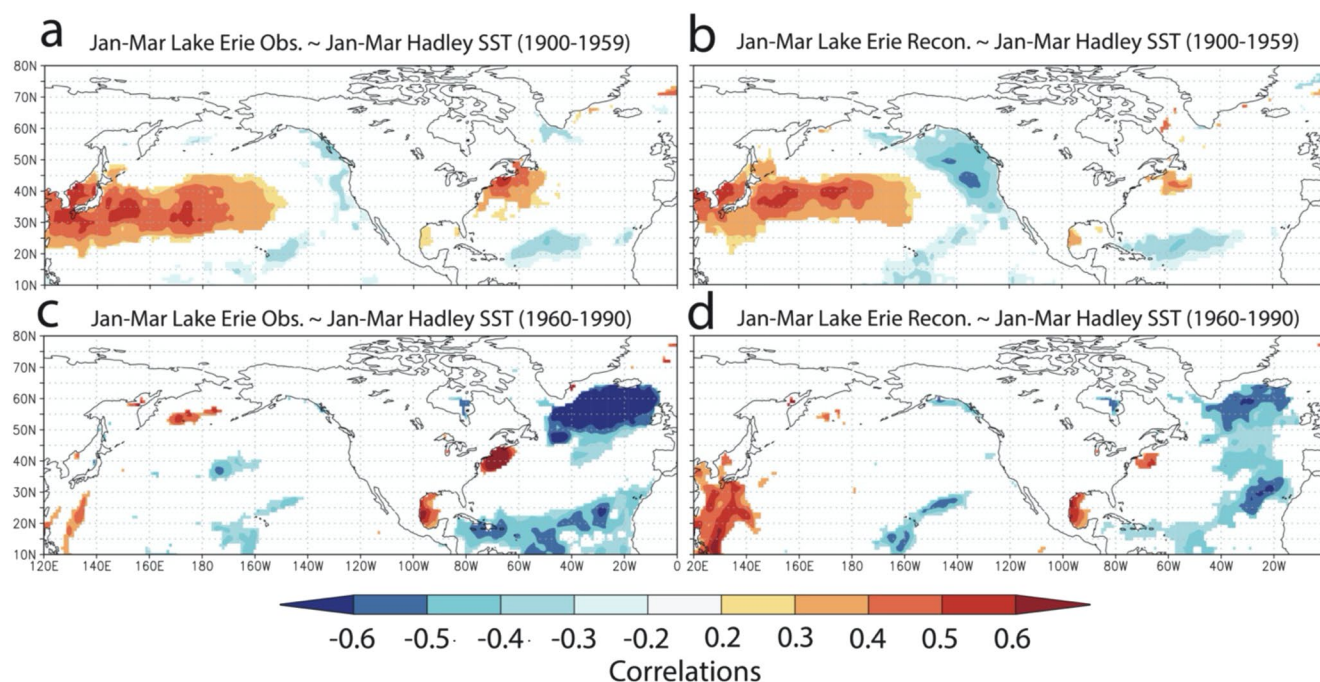 a Jan-Mar Lake Erie Obs. ~ Jan-Mar Hadley SST (1900-1959)
b Jan-Mar Lake Erie Recon. ~ Jan-Mar Hadley SST (1900-1959)
80N
70N
60N
50N
40N
30N
20N
10N
c Jan-Mar Lake Erie Obs. ~ Jan-Mar Hadley SST (1960-1990)
d Jan-Mar Lake Erie Recon. ~ Jan-Mar Hadley SST (1960-1990)
80N
70N
60N
50N
40N
30N
20N
10N
120E 140E 160E 180 160W 140W 120W 100W 80W 60W 40W 20W 0
20E 140E 160E 180 160W 140W 120W 100W 80W 60W 40W 20W
-0.6 -0.5 -0.4 -0.3 -0.2 0.2 0.3 0.4 0.5 0.6
Correlations